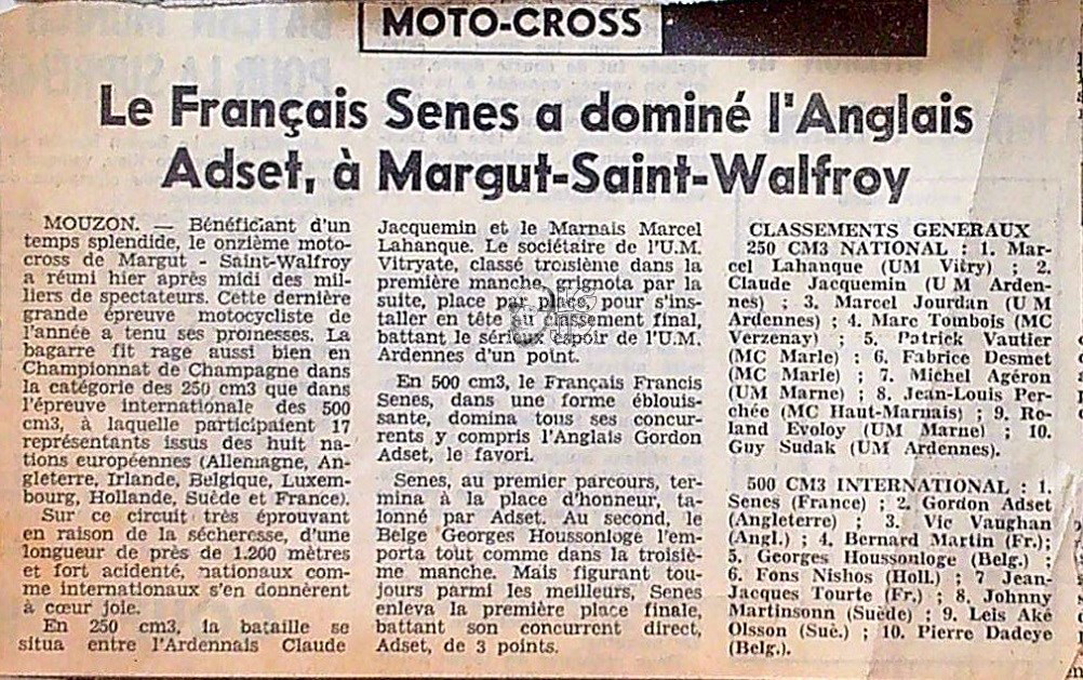 MOTO-CROSS
Le Français Senes a dominé l'Anglais
Adset, à Margut-Saint-Walfroy
MOUZON. — Bénéficiant d'un
temps splendide, le onzième moto-
cross de Margut - Saint-Walfroy
a réuni hier après midi des mil-
liers de spectateurs. Cette dernière
grande épreuve motocycliste de
l'année a tenu ses promesses. La
bagarre fit rage aussi bien en
Championnat de Champagne dans
la catégorie des 250 cm3 que dans
l'épreuve internationale des 500
cm3, à laquelle participaient 17
représentants issus des huit na-
tions européennes (Allemagne, An-
gleterre, Irlande, Belgique, Luxem-
bourg, Hollande, Suède et France).
Sur ce circuit très éprouvant
en raison de la sécheresse, d'une
longueur de près de 1.200 mètres
et fort acidenté, nationaux com-
me internationaux s'en donnèrent
à cœur joie.
En 250 cm3, la bataille se
situa entre l'Ardennais Claude
Jacquemin et le Marnais Marcel
Lahanque. Le sociétaire de l'U.M.
Vitryate, classé troisième dans la
première manche, grignota par la
suite, place par place, pour s'ins-
taller en tête au classement final,
battant le sérieux espoir de l'U.M.
Ardennes d'un point.
En 500 cm3, le Français Francis
Senes, dans une forme éblouis-
sante, domina tous ses concur-
rents y compris l'Anglais Gordon
Adset, le favori.
Senes, au premier parcours, ter-
mina à la place d'honneur, ta-
lonné par Adset. Au second, le
Belge Georges Houssonloge l'em-
porta tout comme dans la troisiè-
me manche. Mais figurant tou-
jours parmi les meilleurs, Senes
enleva la première place finale,
battant son concurrent direct,
Adset, de 3 points.
CLASSEMENTS GENERAUX
250 CM3 NATIONAL : 1. Mar-
cel Lahanque (UM Vitry) ; 2.
Claude Jacquemin (U M Arden-
nes) ; 3. Marcel Jourdan (U M
Ardennes) ; 4. Marc Tombois (MC
Verzenay) ; 5. Patrick Vautier
(MC Marle) ; 6. Fabrice Desmet
(MC Marle) ; 7. Michel Agéron
(UM Marne) ; 8. Jean-Louis Per-
chée (MC Haut-Marnais) ; 9. Ro-
land Evoloy (UM Marne) ; 10.
Guy Sudak (UM Ardennes).
500 CM3 INTERNATIONAL : 1.
Senes (France) ; 2. Gordon Adset
(Angleterre) ; 3. Vic Vaughan
(Angl.) ; 4. Bernard Martin (Fr.);
5. Georges Houssonloge (Belg.) ;
6. Fons Nishos (Holl.) ; 7 Jean-
Jacques Tourte (Fr.) ; 8. Johnny
Martinsonn (Suède) ; 9. Leis Aké
Olsson (Sué.) ; 10. Pierre Dadeye
(Belg.).